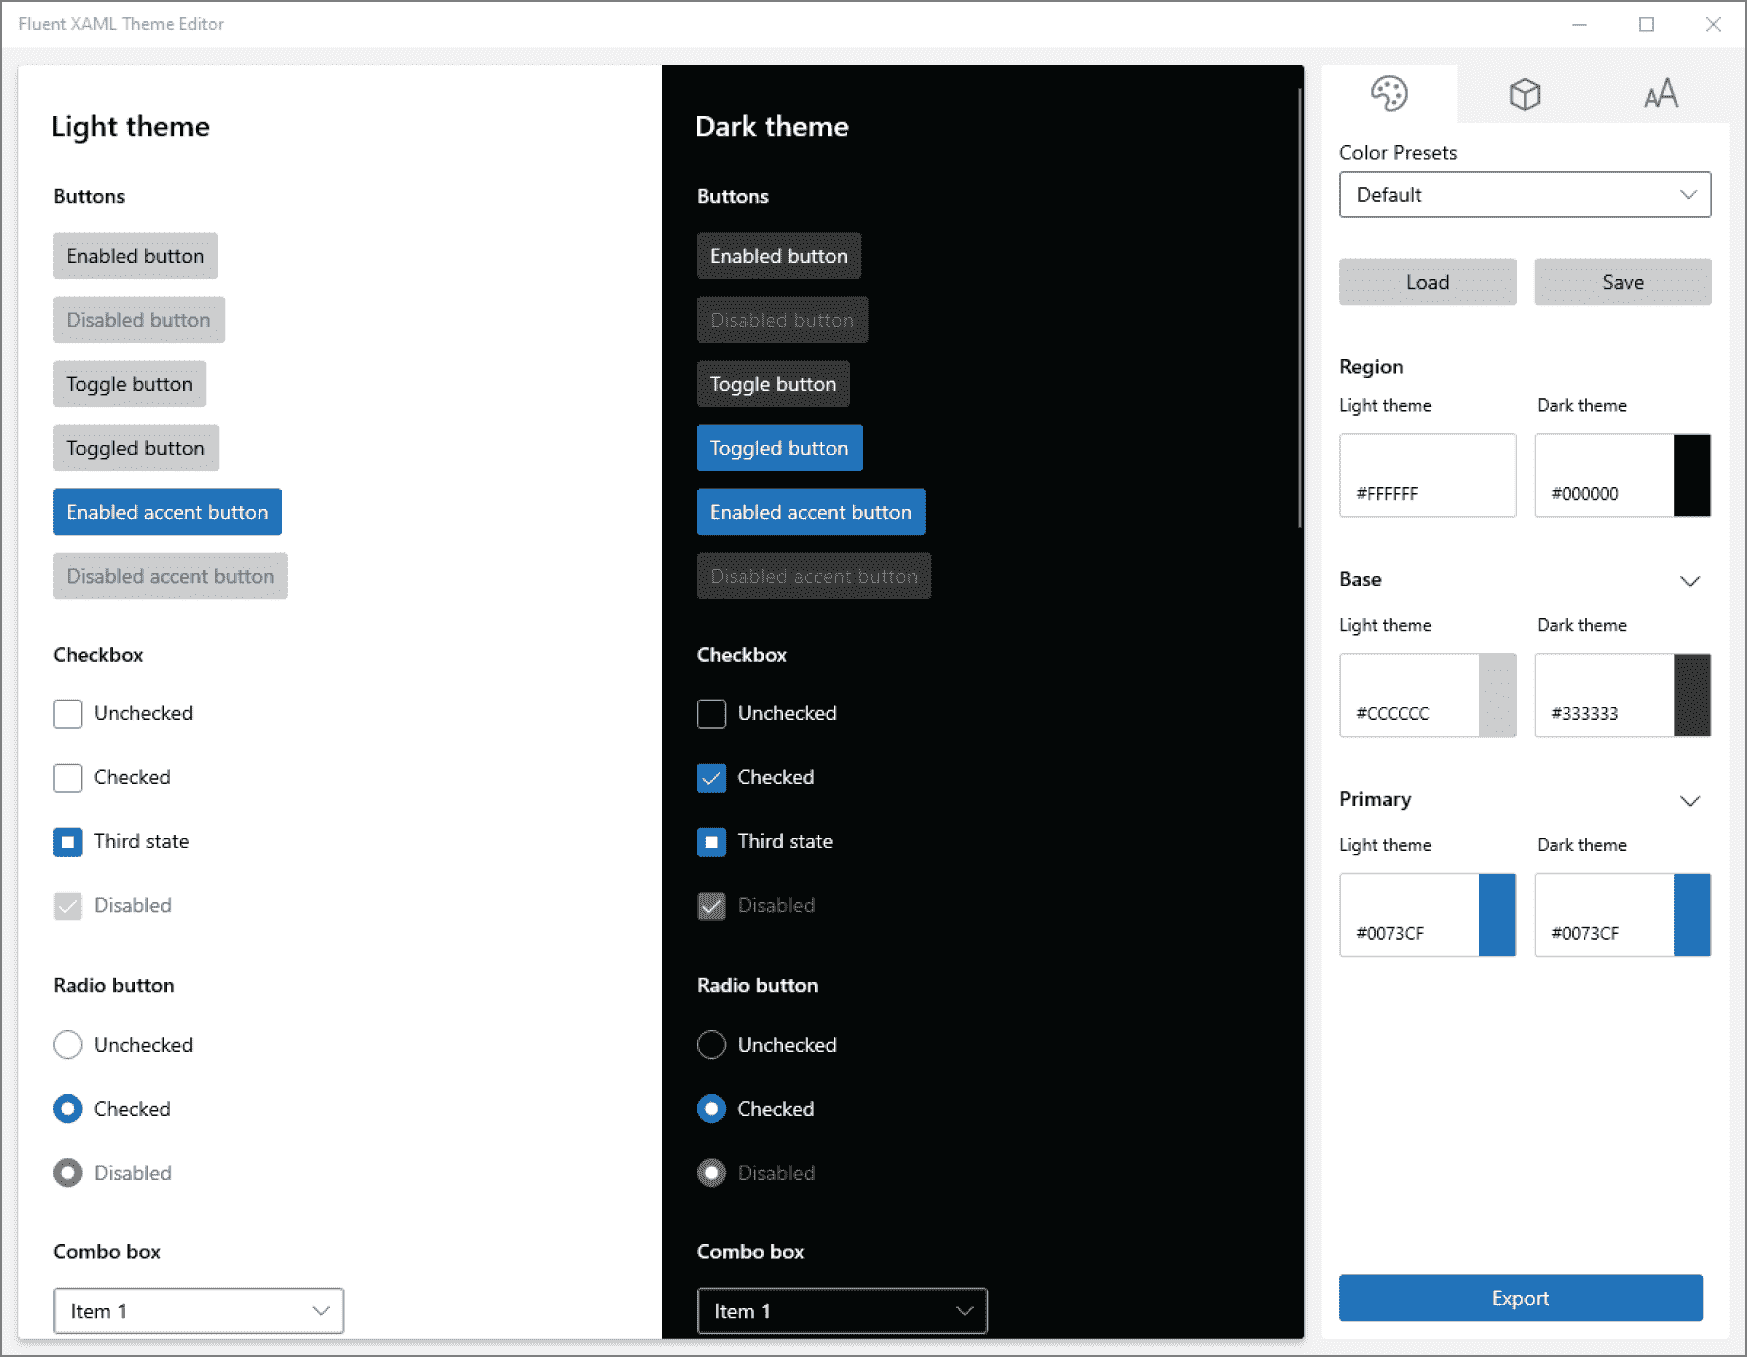 Fluent XAML Theme Editor
Light theme
Buttons
Enabled button
Disabled button
Toggle button
Toggled button
Enabled accent button
Disabled accent button
Checkbox
Unchecked
Checked
Third state
Disabled
Radio button
Unchecked
Checked
Disabled
Combo box
Item 1
Dark theme
Buttons
Enabled button
Disabled button
Toggle button
Toggled button
Enabled accent button
Disabled accent button
Checkbox
Unchecked
Checked
Third state
Disabled
Radio button
Unchecked
Checked
Disabled
Combo box
Item 1
AA
Color Presets
Default
Load Save
Region
Light theme Dark theme
#FFFFFF #000000
Base
Light theme Dark theme
#CCCCCC #333333
Primary
Light theme Dark theme
#0073CF #0073CF
Export